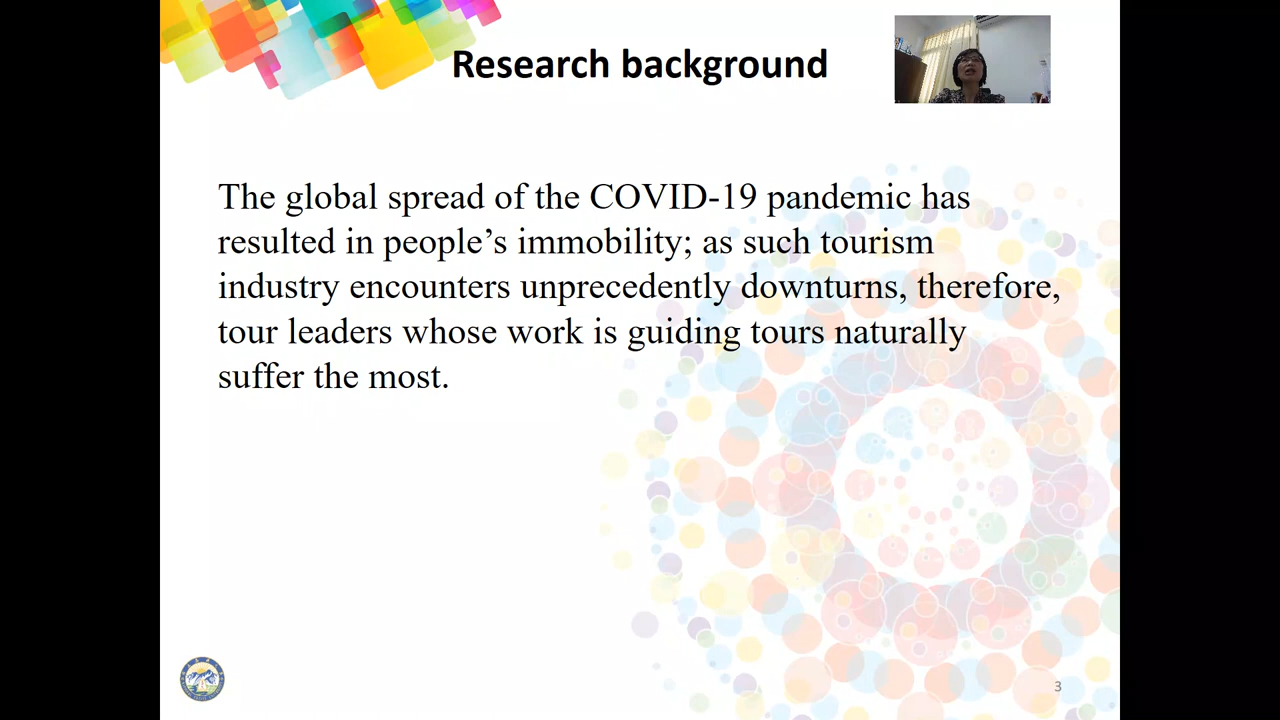 Research background
The global spread of the COVID-19 pandemic has
resulted in people’s immobility; as such tourism
industry encounters unprecedently downturns, therefore,
tour leaders whose work is guiding tours naturally
suffer the most.
3